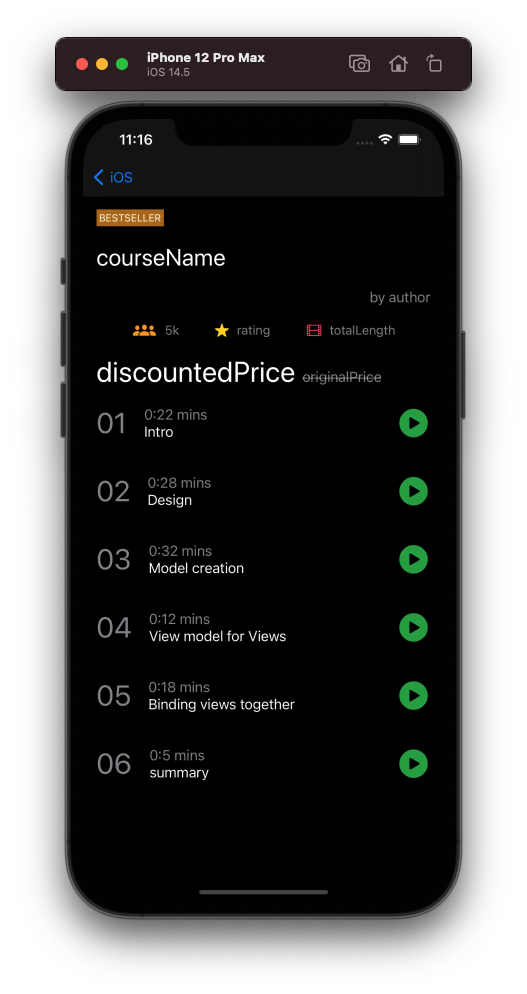 iPhone 12 Pro Max
iOS 14.5
11:16
iOS
BESTSELLER
courseName
by author
5k rating totalLength
discountedPrice originalPrice
01 0:22 mins
Intro
02 0:28 mins
Design
03 0:32 mins
Model creation
04 0:12 mins
View model for Views
05 0:18 mins
Binding views together
06 0:5 mins
summary